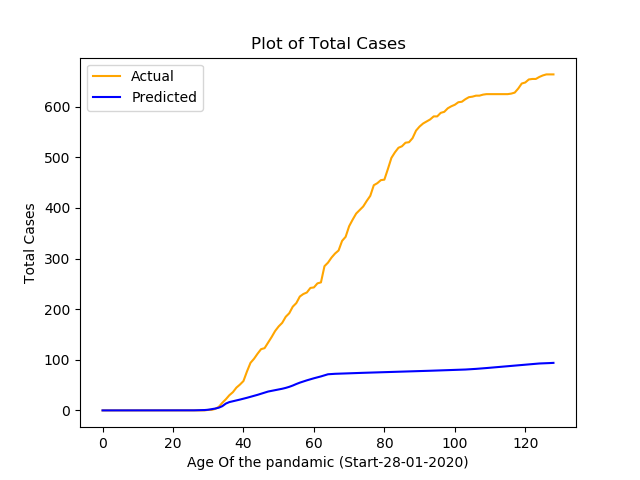 Plot of Total Cases
Actual
Predicted
Total Cases
600
500
400
300
200
100
0
0 20 40 60 80 100 120
Age Of the pandamic (Start-28-01-2020)